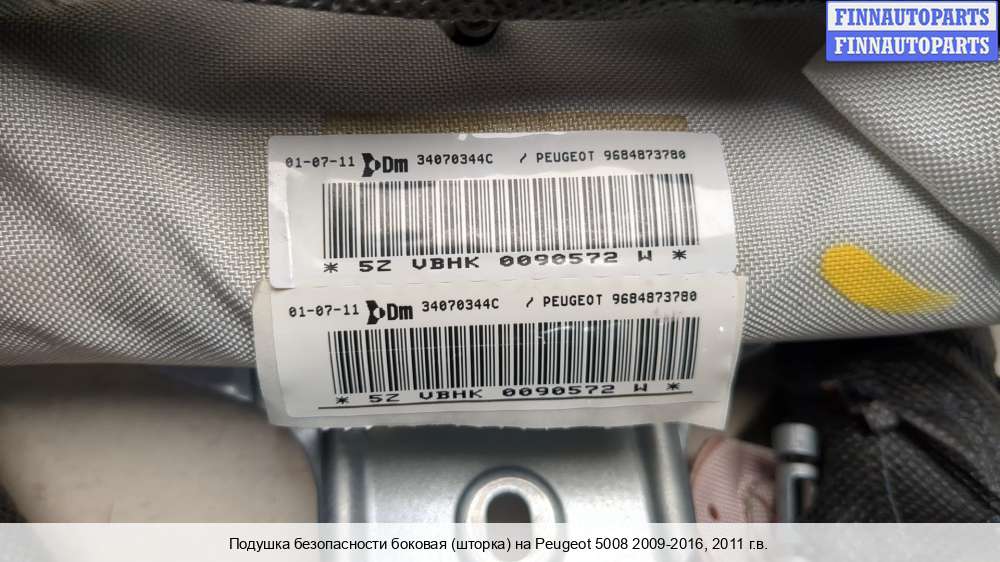 FINNAUTOPARTS
FINNAUTOPARTS
01-07-11 Dm 34070344C / PEUGEOT 9684873780
* 5Z VBHK 0090572 W *
01-07-11 Dm 34070344C / PEUGEOT 9684873780
* 5Z VBHK 0090572 W *
Подушка безопасности боковая (шторка) на Peugeot 5008 2009-2016, 2011 г.в.